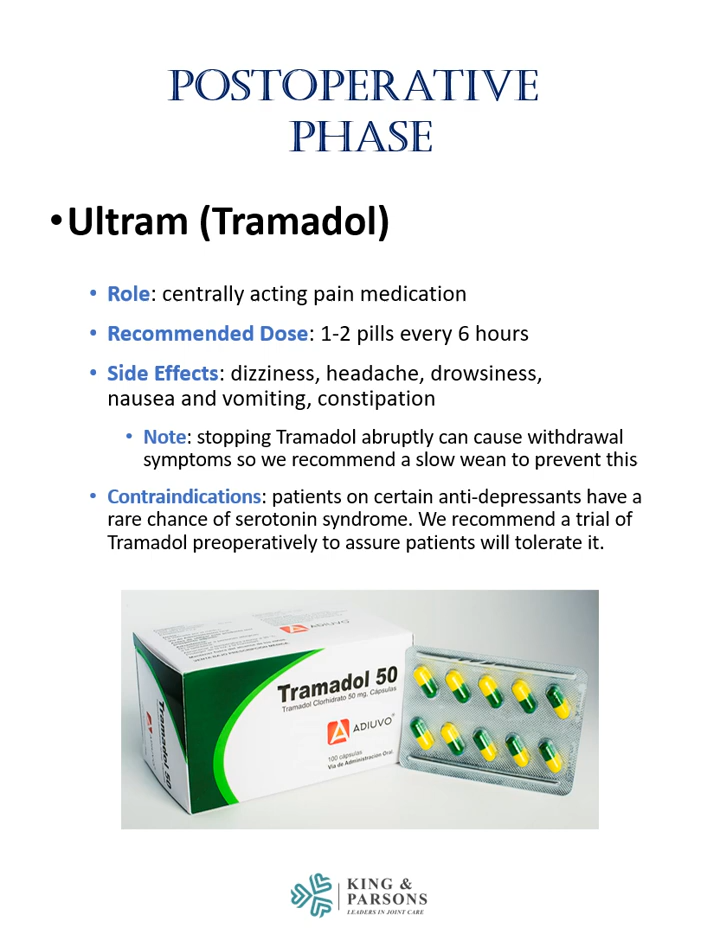 POSTOPERATIVE
PHASE
•Ultram (Tramadol)
• Role: centrally acting pain medication
• Recommended Dose: 1-2 pills every 6 hours
• Side Effects: dizziness, headache, drowsiness,
nausea and vomiting, constipation
• Note: stopping Tramadol abruptly can cause withdrawal
symptoms so we recommend a slow wean to prevent this
• Contraindications: patients on certain anti-depressants have a
rare chance of serotonin syndrome. We recommend a trial of
Tramadol preoperatively to assure patients will tolerate it.
ADIUVO
Tramadol 50
Tramadol Clorhidrato 50 mg. Cápsulas
ADIUVO®
100 cápsulas
Vía de Administración Oral.
Tramadol 50
KING &
PARSONS
LEADERS IN JOINT CARE